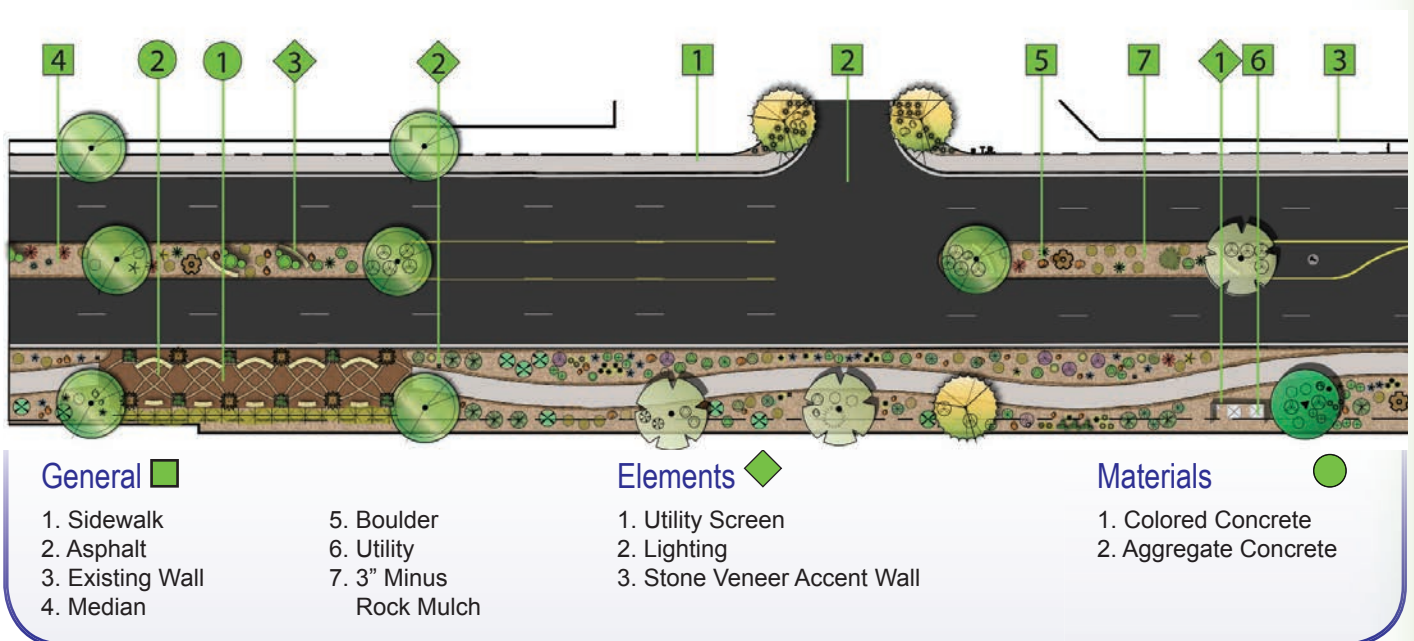 4 2 1 3 2 1 2 5 7 1 6 3
General
1. Sidewalk
2. Asphalt
3. Existing Wall
4. Median
5. Boulder
6. Utility
7. 3” Minus
Rock Mulch
Elements
1. Utility Screen
2. Lighting
3. Stone Veneer Accent Wall
Materials
1. Colored Concrete
2. Aggregate Concrete